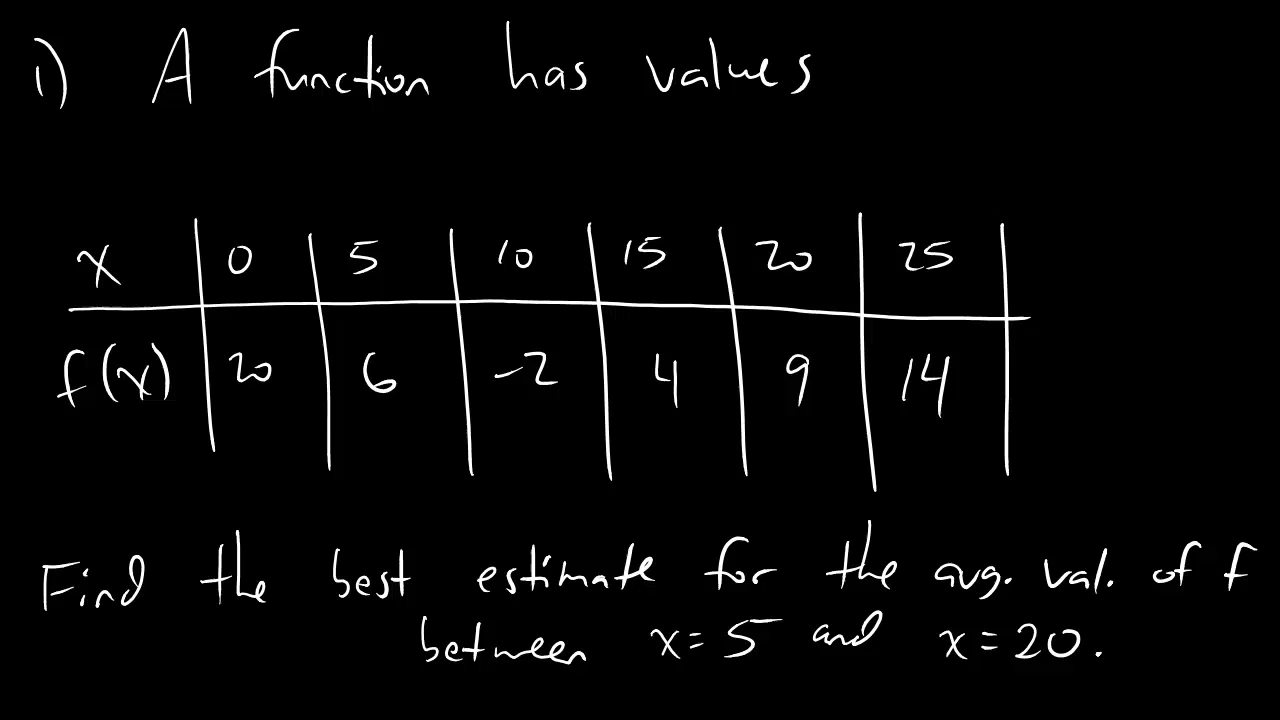 1) A function has values
x 0 5 10 15 20 25
f(x) 20 6 -2 4 9 14
Find the best estimate for the avg. val. of f
between x=5 and x=20.